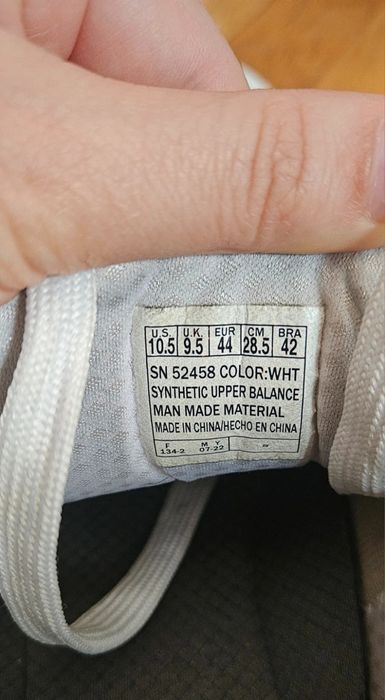 U.S. U.K. EUR CM BRA
10.5 9.5 44 28.5 42
SN 52458 COLOR:WHT
SYNTHETIC UPPER BALANCE
MAN MADE MATERIAL
MADE IN CHINA/HECHO EN CHINA
F M Y
134-2 07-22